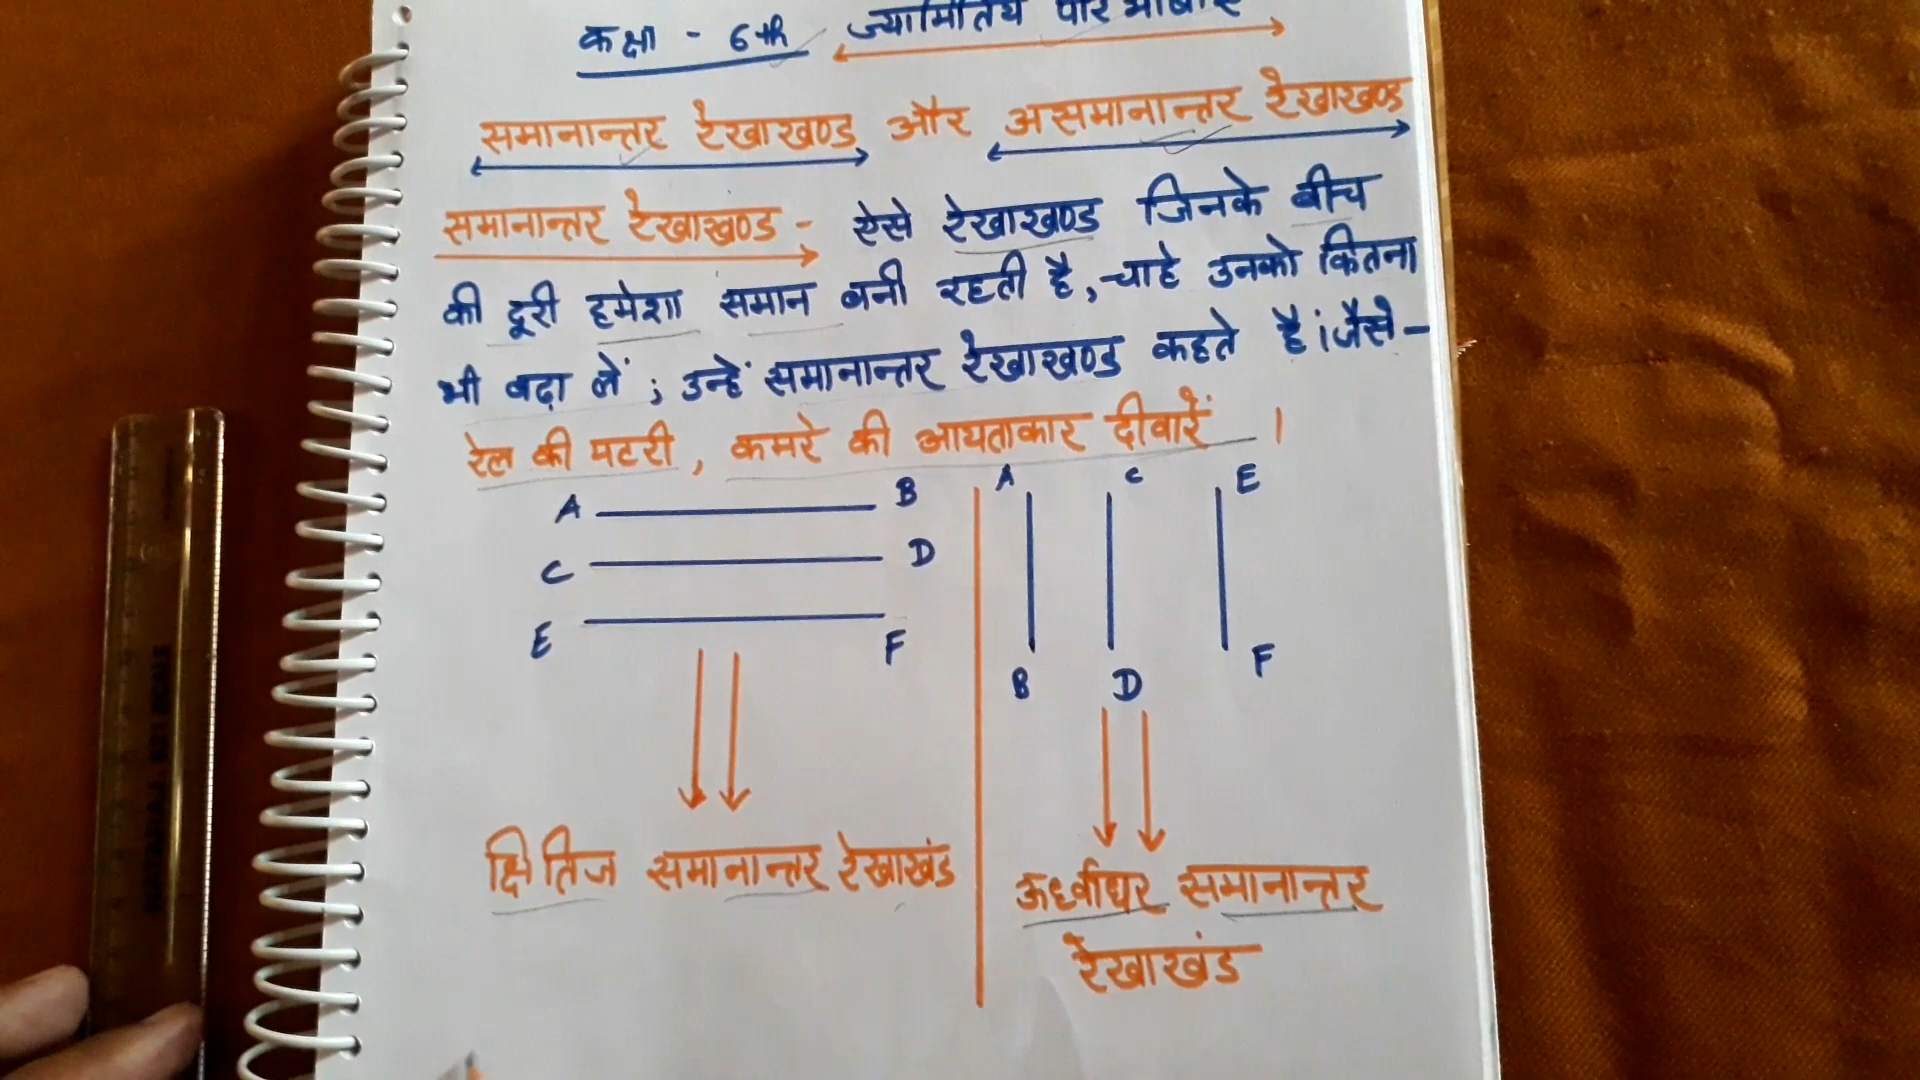 कक्षा - 6th ज्यामितीय परिभाषाएं
समानान्तर रेखाखण्ड और असमानान्तर रेखाखण्ड
समानान्तर रेखाखण्ड - ऐसे रेखाखण्ड जिनके बीच
की दूरी हमेशा समान बनी रहती है, चाहे उनको कितना
भी बढ़ा लें ; उन्हें समानान्तर रेखाखण्ड कहते हैं। जैसे -
रेल की पटरी , कमरे की आयताकार दीवारें ।
A B A C E
C D
E F
B D F
क्षितिज समानान्तर रेखाखंड
ऊर्ध्वाधर समानान्तर
रेखाखंड